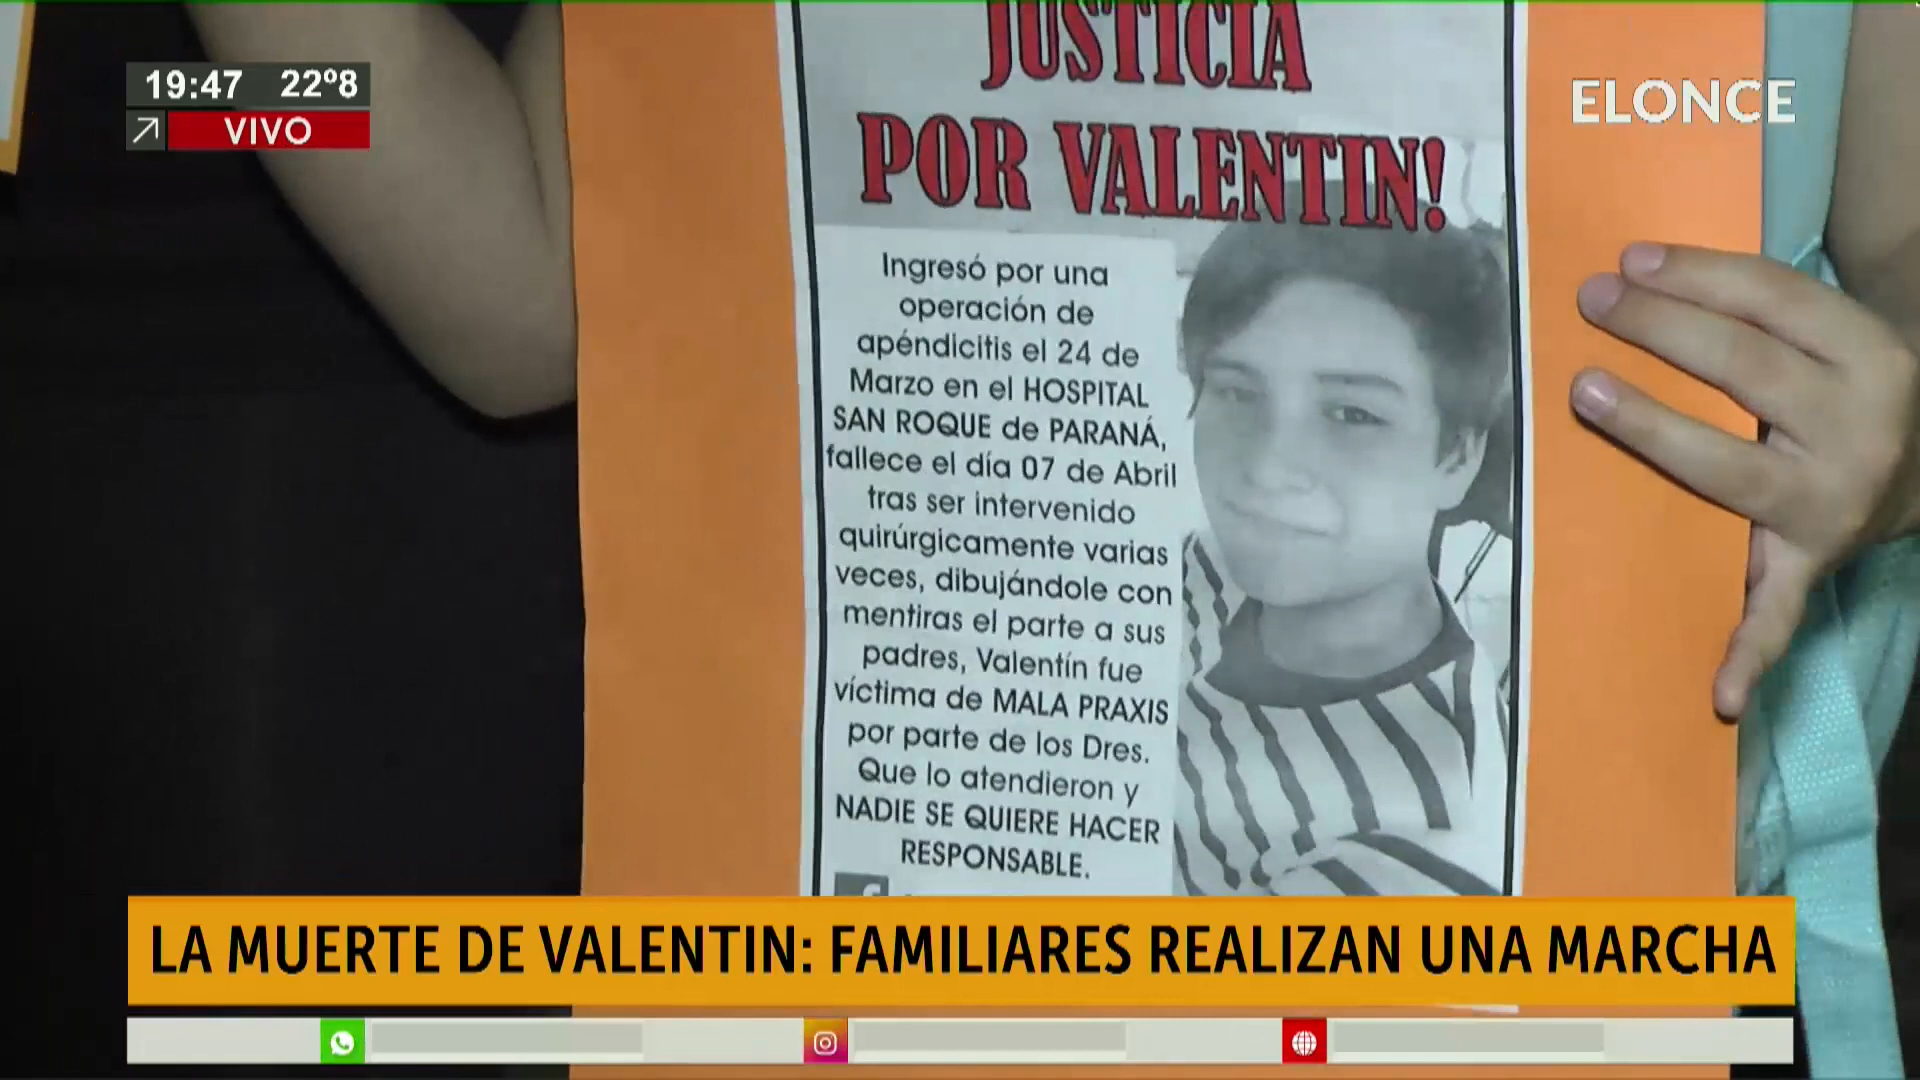 19:47 22º8
VIVO
ELONCE
JUSTICIA
POR VALENTIN!
Ingresó por una
operación de
apéndicitis el 24 de
Marzo en el HOSPITAL
SAN ROQUE de PARANÁ,
fallece el día 07 de Abril
tras ser intervenido
quirúrgicamente varias
veces, dibujándole con
mentiras el parte a sus
padres, Valentín fue
víctima de MALA PRAXIS
por parte de los Dres.
Que lo atendieron y
NADIE SE QUIERE HACER
RESPONSABLE.
LA MUERTE DE VALENTIN: FAMILIARES REALIZAN UNA MARCHA